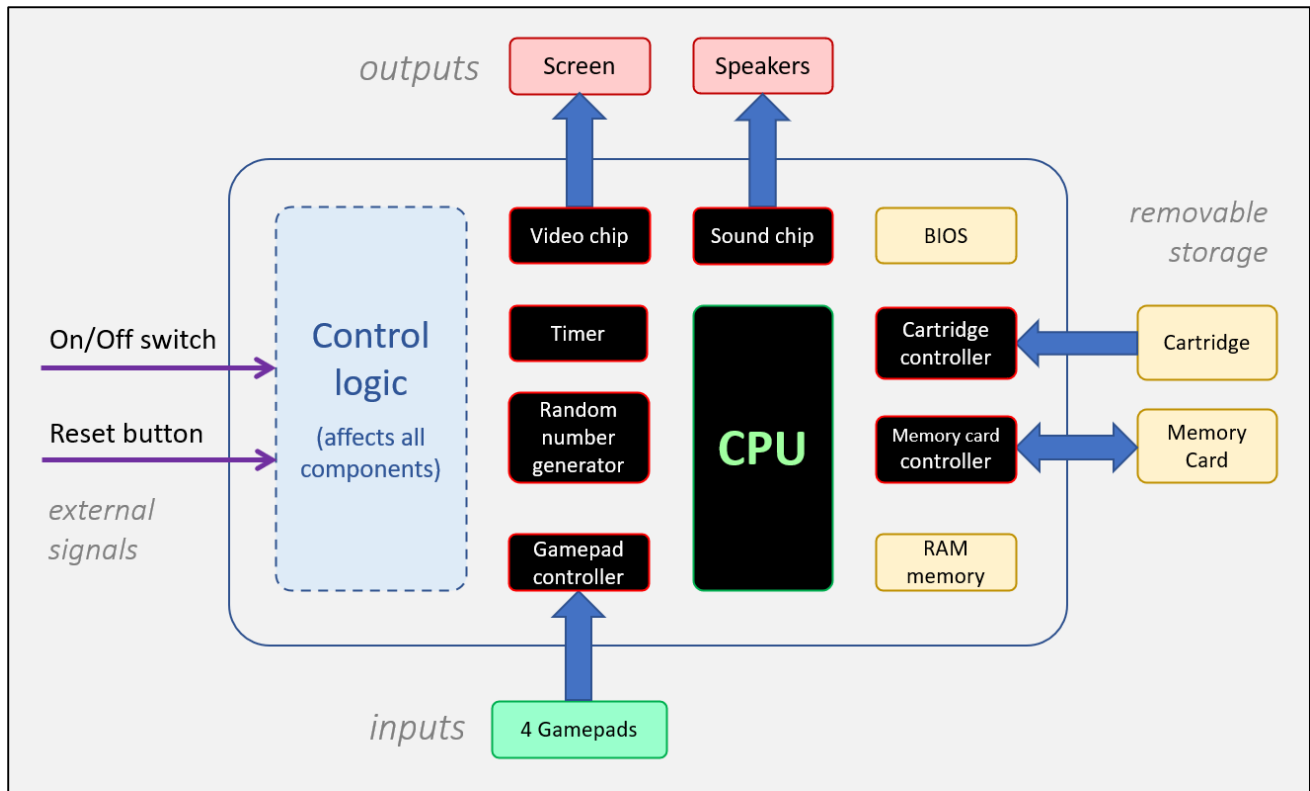 outputs
Screen
Speakers
Video chip
Sound chip
BIOS
removable
storage
On/Off switch
Control
logic
(affects all
components)
Timer
Cartridge
controller
Cartridge
Reset button
Random
number
generator
CPU
Memory card
controller
Memory
Card
external
signals
Gamepad
controller
RAM
memory
inputs
4 Gamepads